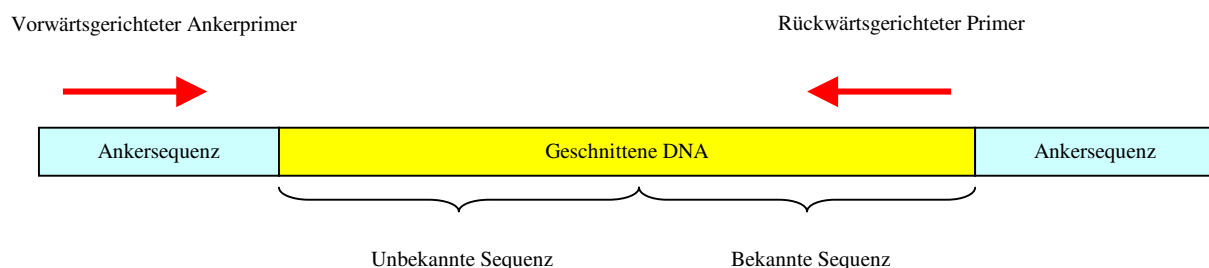 Vorwärtsgerichteter Ankerprimer
Rückwärtsgerichteter Primer
Ankersequenz
Geschnittene DNA
Ankersequenz
Unbekannte Sequenz
Bekannte Sequenz